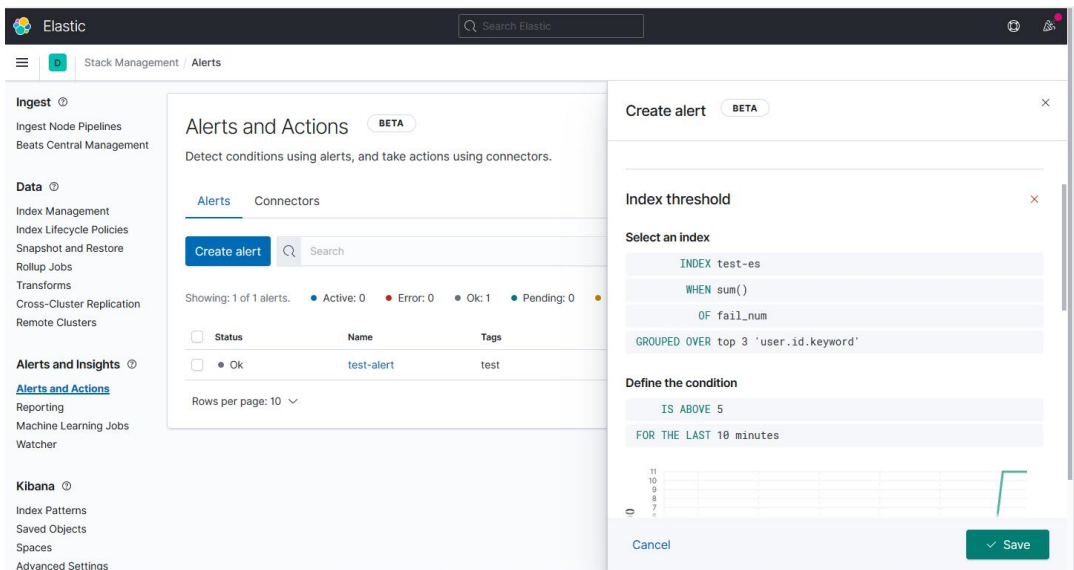 Elastic
Search Elastic
D
Stack Management / Alerts
Ingest
Ingest Node Pipelines
Beats Central Management
Data
Index Management
Index Lifecycle Policies
Snapshot and Restore
Rollup Jobs
Transforms
Cross-Cluster Replication
Remote Clusters
Alerts and Insights
Alerts and Actions
Reporting
Machine Learning Jobs
Watcher
Kibana
Index Patterns
Saved Objects
Spaces
Advanced Settings
Alerts and Actions BETA
Detect conditions using alerts, and take actions using connectors.
Alerts Connectors
Create alert Search
Showing: 1 of 1 alerts. Active: 0 Error: 0 Ok: 1 Pending: 0
Status Name Tags
Ok test-alert test
Rows per page: 10
Create alert BETA
Index threshold
Select an index
INDEX test-es
WHEN sum()
OF fail_num
GROUPED OVER top 3 'user.id.keyword'
Define the condition
IS ABOVE 5
FOR THE LAST 10 minutes
11
10
9
8
7
Cancel Save